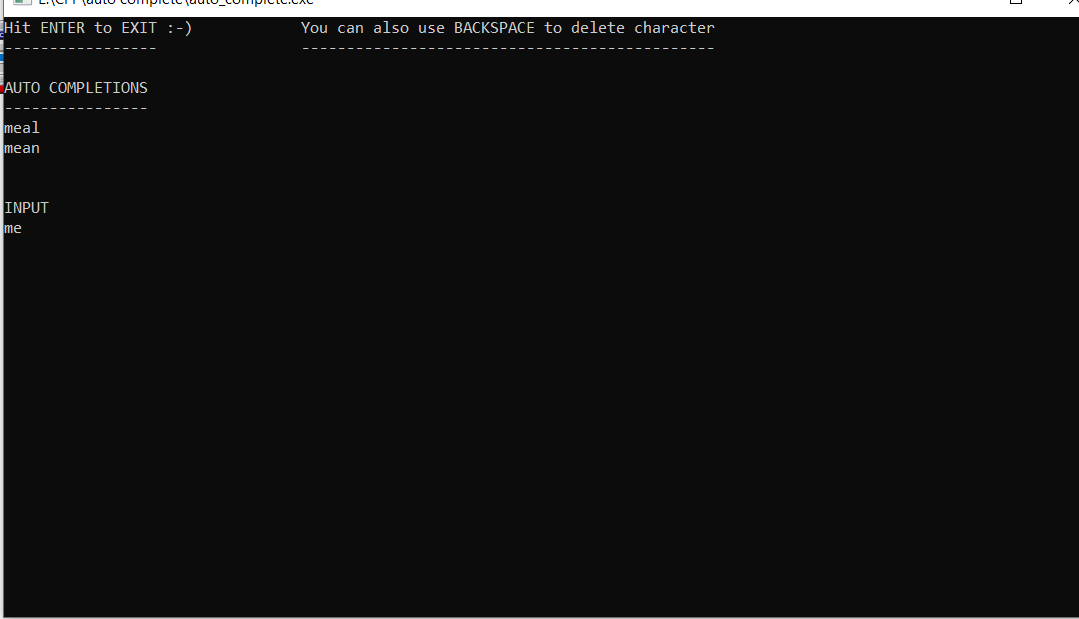 E:\CPP\auto complete\auto_complete.exe
Hit ENTER to EXIT :-) You can also use BACKSPACE to delete character
----------------- ----------------------------------------------
AUTO COMPLETIONS
----------------
meal
mean
INPUT
me